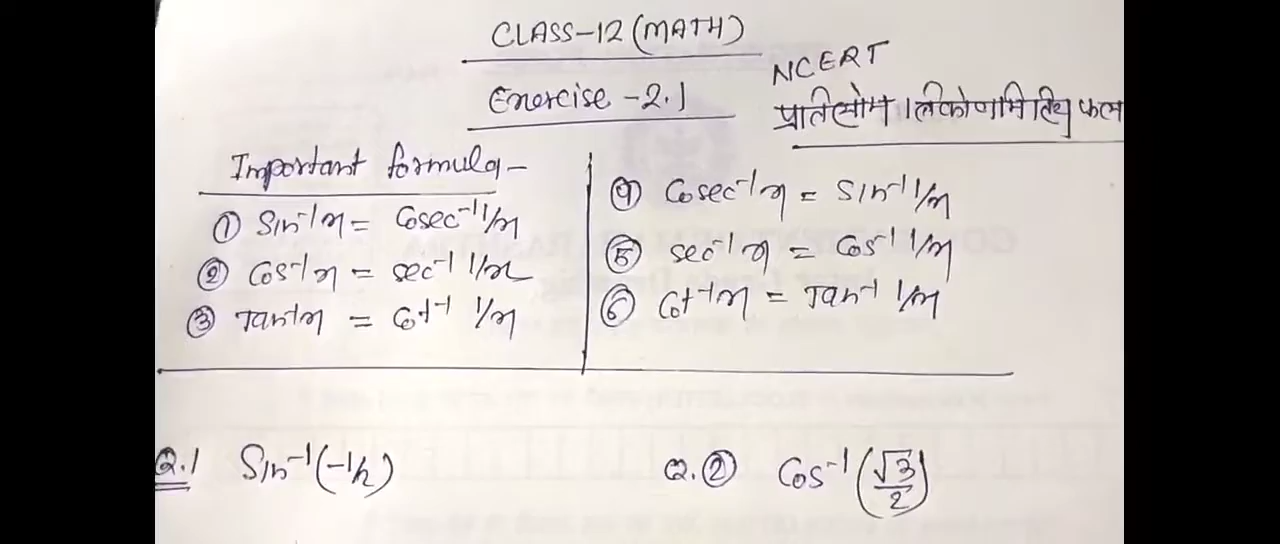 CLASS-12 (MATH)
Exercise - 2.1
NCERT
प्रतिलोम त्रिकोणमितिय फलन
Important formula -
① Sin⁻¹x = Cosec⁻¹ 1/x
② Cos⁻¹x = sec⁻¹ 1/x
③ Tan⁻¹x = Cot⁻¹ 1/x
④ Cosec⁻¹x = Sin⁻¹ 1/x
⑤ sec⁻¹x = Cos⁻¹ 1/x
⑥ Cot⁻¹x = Tan⁻¹ 1/x
Q.1 Sin⁻¹(-1/2)
Q.② Cos⁻¹(√3/2)